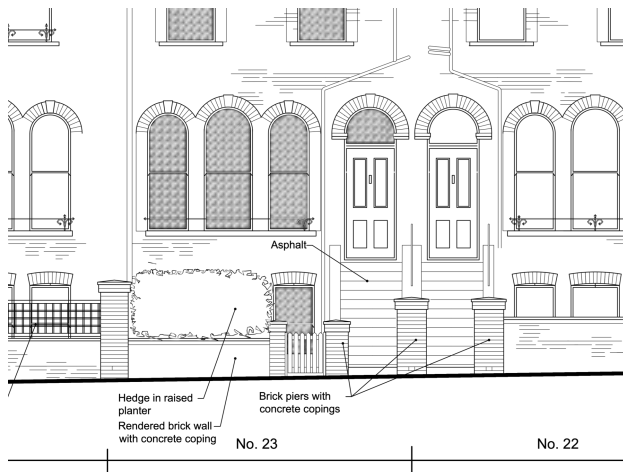 Asphalt
Hedge in raised
planter
Rendered brick wall
with concrete coping
Brick piers with
concrete copings
No. 23
No. 22